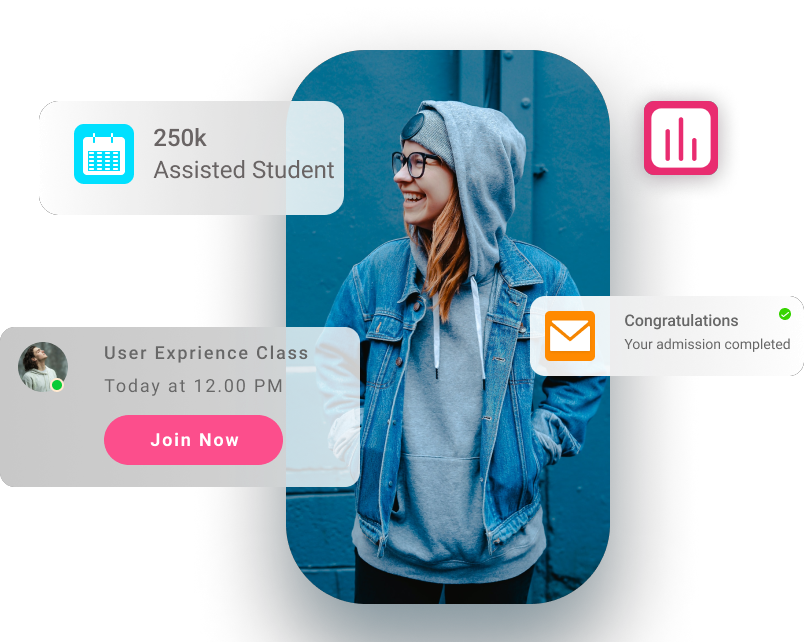 250k
Assisted Student
Congratulations
Your admission completed
User Exprience Class
Today at 12.00 PM
Join Now